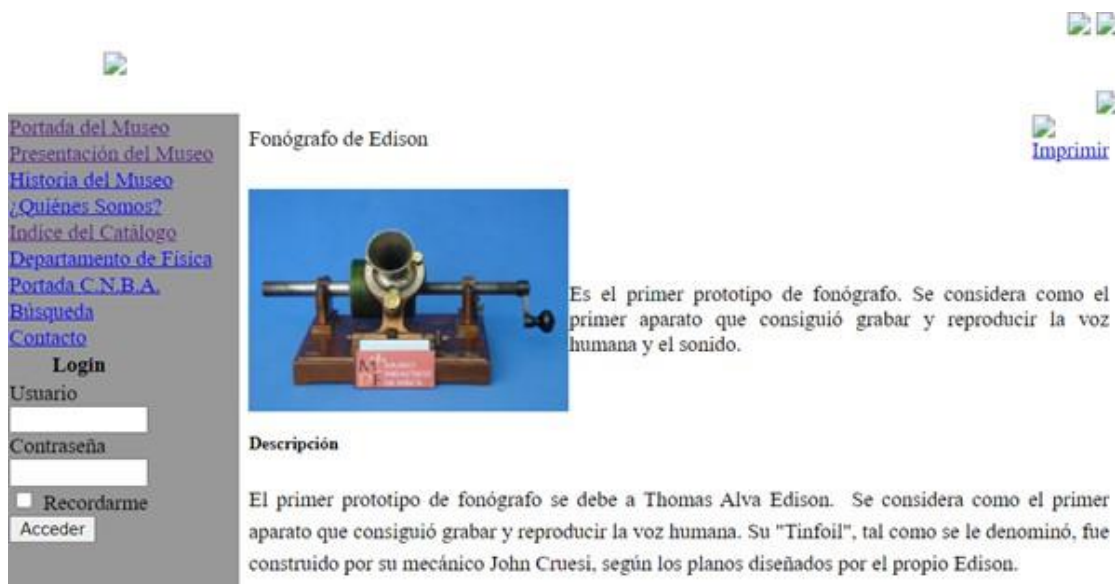 Portada del Museo
Presentación del Museo
Historia del Museo
¿Quiénes Somos?
Indice del Catálogo
Departamento de Física
Portada C.N.B.A.
Búsqueda
Contacto
Login
Usuario
Contraseña
Recordarme
Acceder
Fonógrafo de Edison
Imprimir
Es el primer prototipo de fonógrafo. Se considera como el
primer aparato que consiguió grabar y reproducir la voz
humana y el sonido.
Descripción
El primer prototipo de fonógrafo se debe a Thomas Alva Edison. Se considera como el primer
aparato que consiguió grabar y reproducir la voz humana. Su "Tinfoil", tal como se le denominó, fue
construido por su mecánico John Cruesi, según los planos diseñados por el propio Edison.